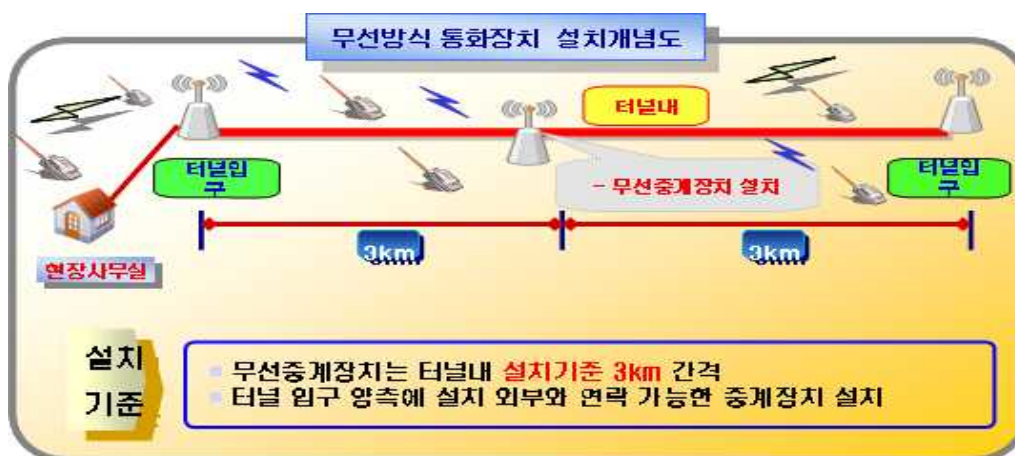 무선방식 통화장치 설치개념도
터널내
터널입
구
- 무선중계장치 설치
터널입
구
3km
3km
현장사무실
설치
기준
무선중계장치는 터널내 설치기준 3km 간격
터널 입구 양측에 설치 외부와 연락 가능한 중계장치 설치